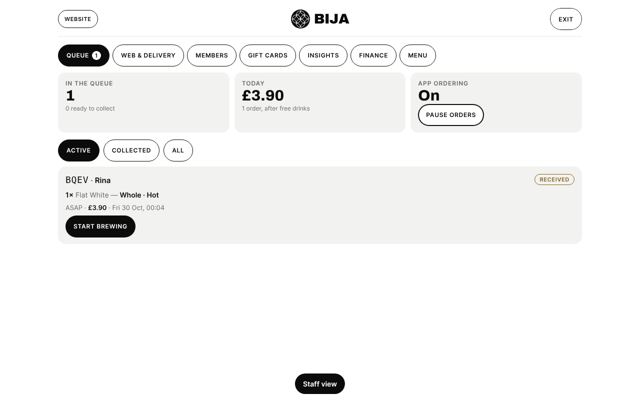 WEBSITE
BIJA
EXIT
QUEUE 1
WEB & DELIVERY
MEMBERS
GIFT CARDS
INSIGHTS
FINANCE
MENU
IN THE QUEUE
1
0 ready to collect
TODAY
£3.90
1 order, after free drinks
APP ORDERING
On
PAUSE ORDERS
ACTIVE
COLLECTED
ALL
BQEV · Rina
RECEIVED
1× Flat White — Whole · Hot
ASAP · £3.90 · Fri 30 Oct, 00:04
START BREWING
Staff view